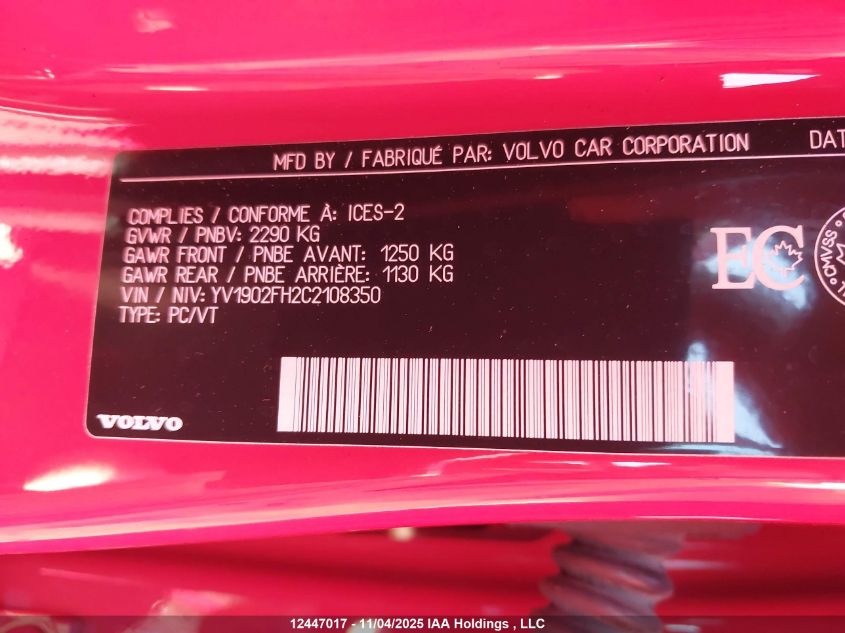 MFD BY / FABRIQUÉ PAR: VOLVO CAR CORPORATION DAT
COMPLIES / CONFORME À: ICES-2
GVWR / PNBV: 2290 KG
GAWR FRONT / PNBE AVANT: 1250 KG
GAWR REAR / PNBE ARRIÈRE: 1130 KG
VIN / NIV: YV1902FH2C2108350
TYPE: PC/VT
EC
CMVSS
VOLVO
12447017 - 11/04/2025 IAA Holdings , LLC